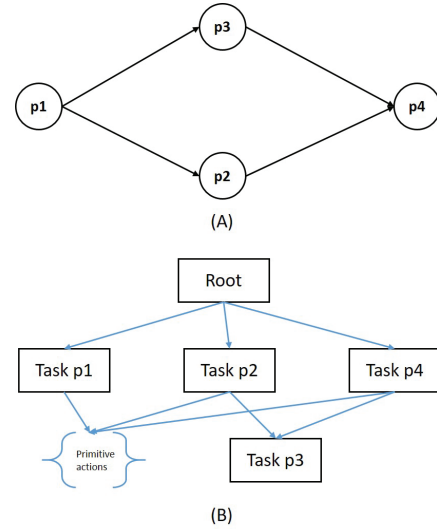 p3
p1
p4
p2
(A)
Root
Task p1
Task p2
Task p4
Primitive
actions
Task p3
(B)